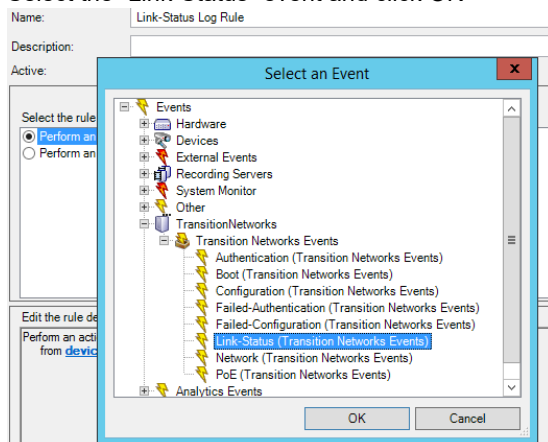 Select the "Link-Status" event and click OK
Name: Link-Status Log Rule
Description:
Active:
Select an Event
x
Select the rule
Perform an
Perform an
Events
Hardware
Devices
External Events
Recording Servers
System Monitor
Other
TransitionNetworks
Transition Networks Events
Authentication (Transition Networks Events)
Boot (Transition Networks Events)
Configuration (Transition Networks Events)
Failed-Authentication (Transition Networks Events)
Failed-Configuration (Transition Networks Events)
Link-Status (Transition Networks Events)
Network (Transition Networks Events)
PoE (Transition Networks Events)
Analytics Events
Edit the rule de
Perform an acti
from devic
OK Cancel